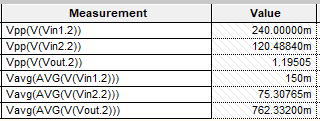 Measurement Value
Vpp(V(Vin1.2)) 240.00000m
Vpp(V(Vin2.2)) 120.48840m
Vpp(V(Vout.2)) 1.19505
Vavg(AVG(V(Vin1.2))) 150m
Vavg(AVG(V(Vin2.2))) 75.30765m
Vavg(AVG(V(Vout.2))) 762.33200m